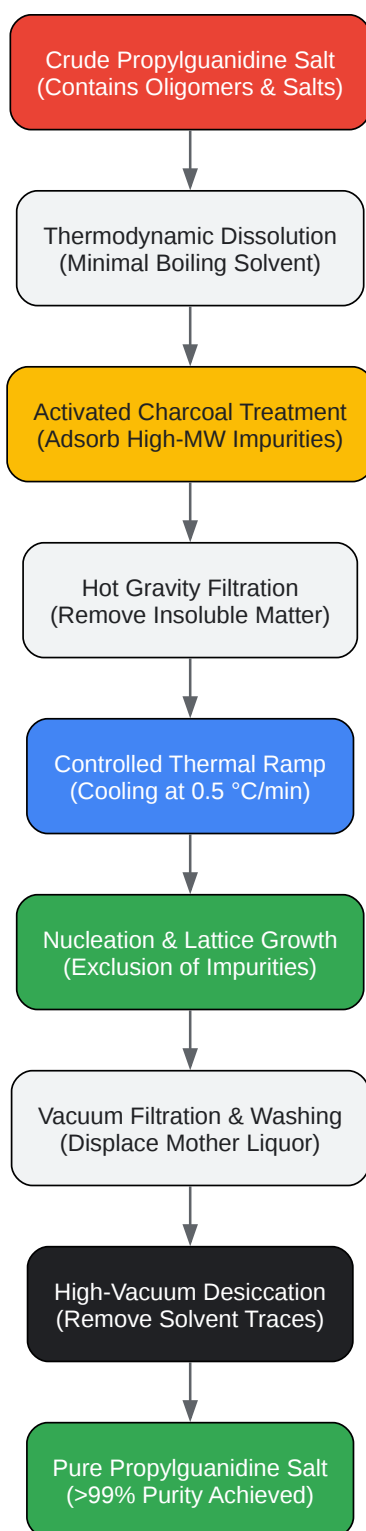 Crude Propylguanidine Salt
(Contains Oligomers & Salts)
Thermodynamic Dissolution
(Minimal Boiling Solvent)
Activated Charcoal Treatment
(Adsorb High-MW Impurities)
Hot Gravity Filtration
(Remove Insoluble Matter)
Controlled Thermal Ramp
(Cooling at 0.5 °C/min)
Nucleation & Lattice Growth
(Exclusion of Impurities)
Vacuum Filtration & Washing
(Displace Mother Liquor)
High-Vacuum Desiccation
(Remove Solvent Traces)
Pure Propylguanidine Salt
(>99% Purity Achieved)